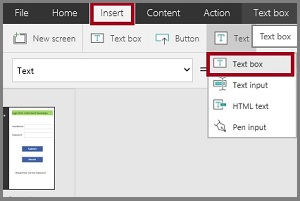 File Home Insert Content Action Text box
New screen Text box Button Text Text box
Text =
Text box
Text input
HTML text
Pen input